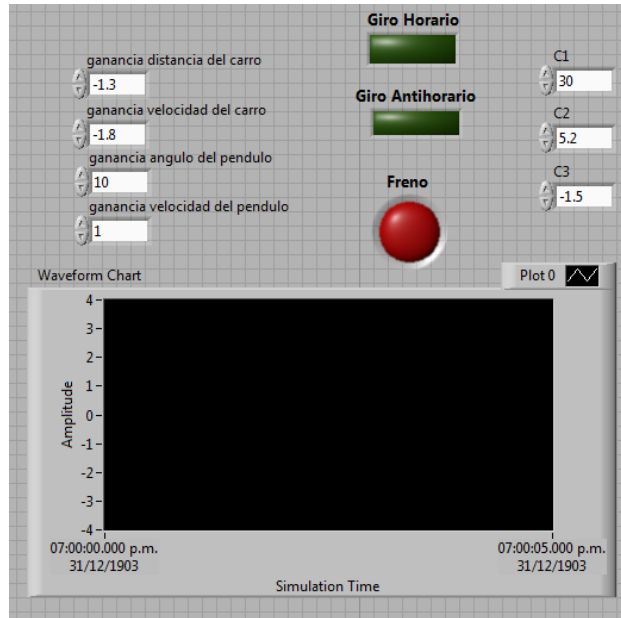 Giro Horario
ganancia distancia del carro
-1.3
C1
30
ganancia velocidad del carro
-1.8
Giro Antihorario
C2
5.2
ganancia angulo del pendulo
10
Freno
C3
-1.5
ganancia velocidad del pendulo
1
Waveform Chart
Plot 0
4
3
2
1
0
-1
-2
-3
-4
Amplitude
07:00:00.000 p.m.
31/12/1903
07:00:05.000 p.m.
31/12/1903
Simulation Time